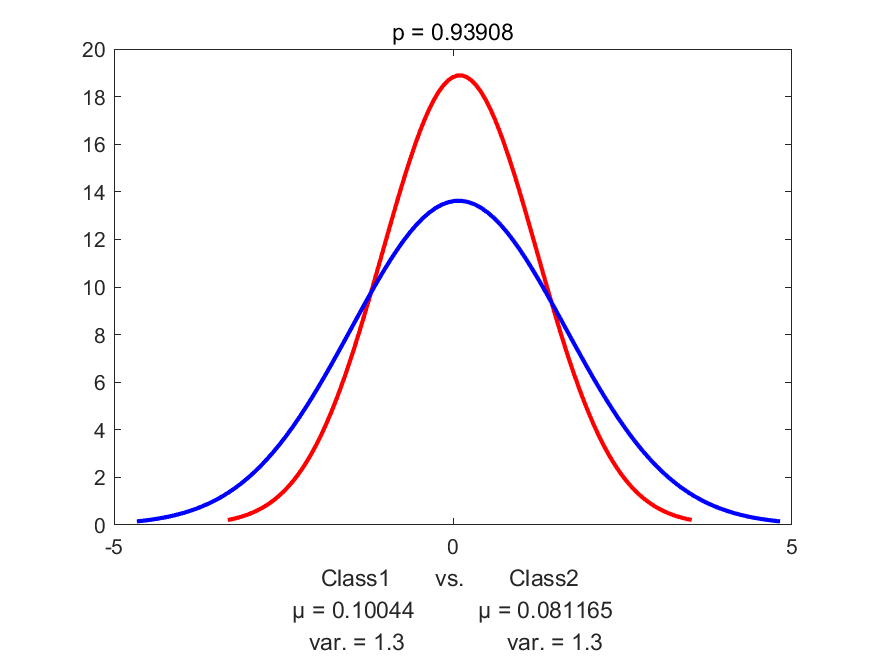 p = 0.93908
20
18
16
14
12
10
8
6
4
2
0
-5 0 5
Class1 vs. Class2
μ = 0.10044 μ = 0.081165
var. = 1.3 var. = 1.3